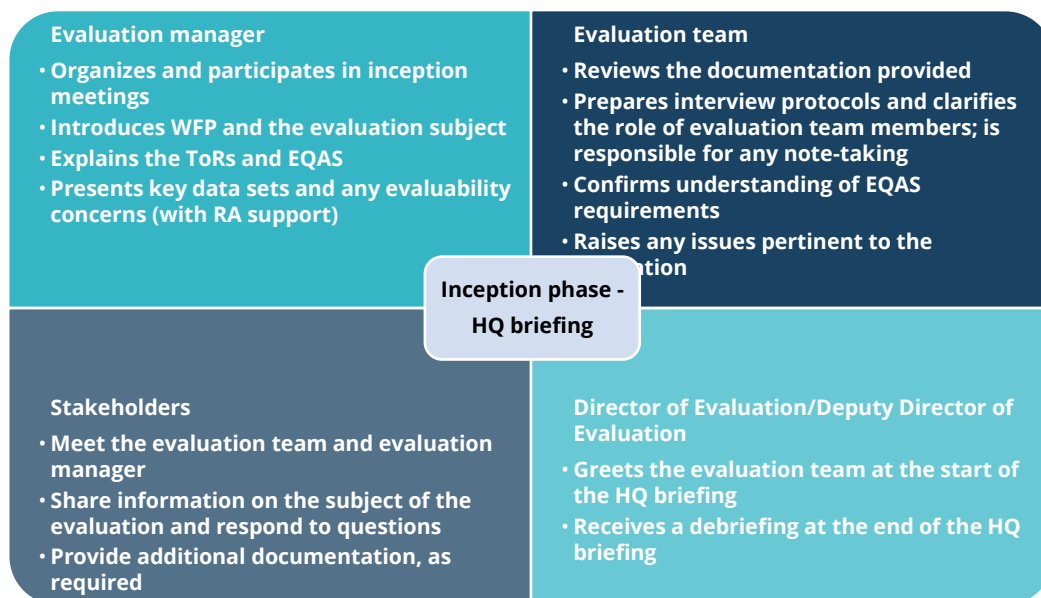 Evaluation manager
• Organizes and participates in inception
meetings
• Introduces WFP and the evaluation subject
• Explains the ToRs and EQAS
• Presents key data sets and any evaluability
concerns (with RA support)
Evaluation team
• Reviews the documentation provided
• Prepares interview protocols and clarifies
the role of evaluation team members; is
responsible for any note-taking
• Confirms understanding of EQAS
requirements
• Raises any issues pertinent to the
Inception phase -
HQ briefing
Stakeholders
• Meet the evaluation team and evaluation
manager
• Share information on the subject of the
evaluation and respond to questions
• Provide additional documentation, as
required
Director of Evaluation/Deputy Director of
Evaluation
• Greets the evaluation team at the start of
the HQ briefing
• Receives a debriefing at the end of the HQ
briefing